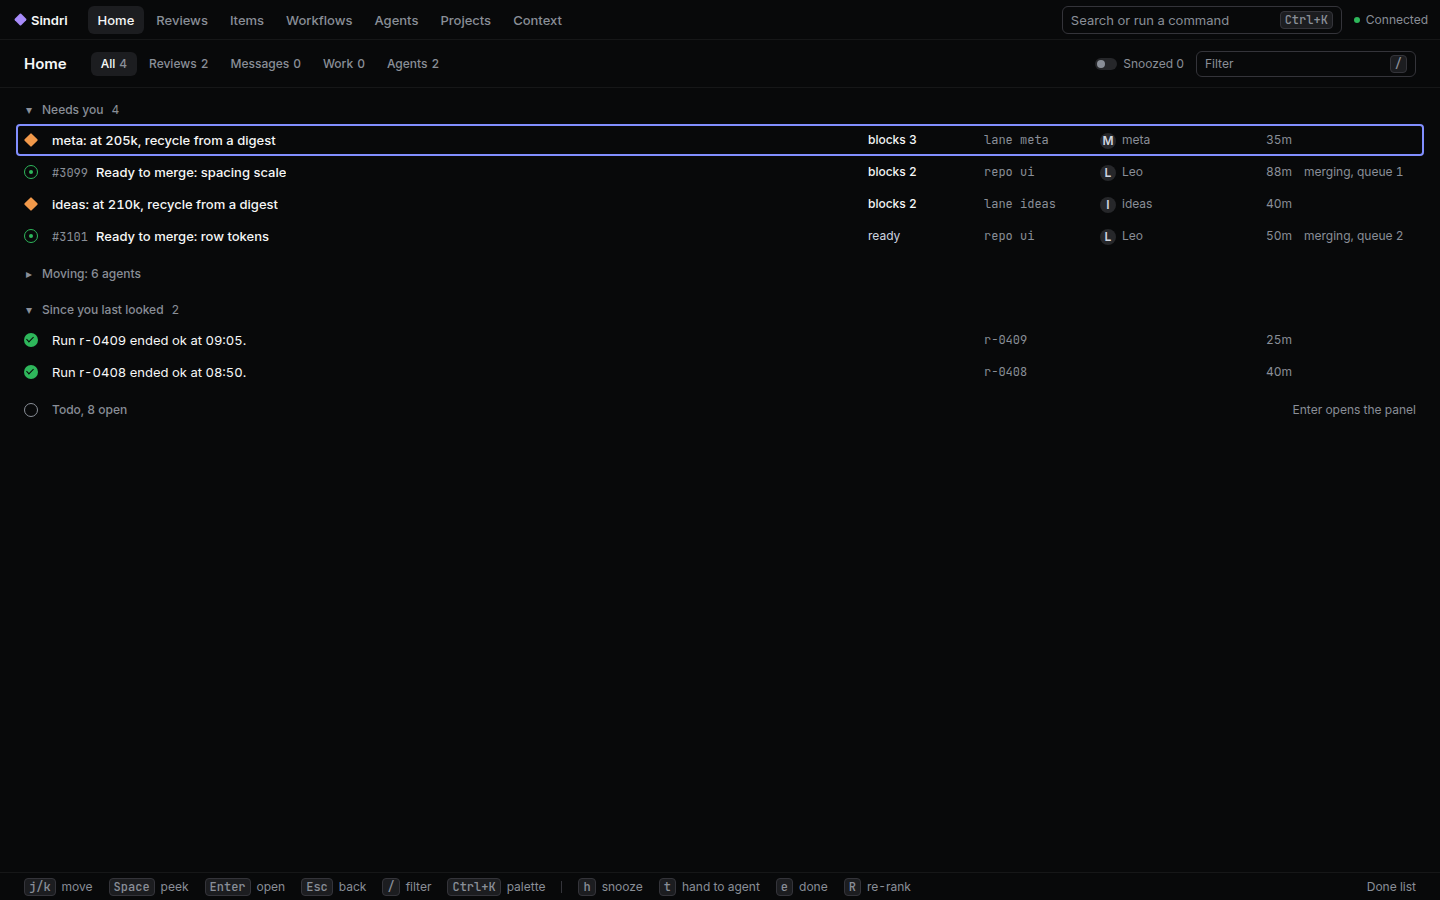 Sindri Home Reviews Items Workflows Agents Projects Context Search or run a command Ctrl+K Connected
Home All 4 Reviews 2 Messages 0 Work 0 Agents 2 Snoozed 0 Filter /
Needs you 4
meta: at 205k, recycle from a digest blocks 3 lane meta M meta 35m
#3099 Ready to merge: spacing scale blocks 2 repo ui L Leo 88m merging, queue 1
ideas: at 210k, recycle from a digest blocks 2 lane ideas I ideas 40m
#3101 Ready to merge: row tokens ready repo ui L Leo 50m merging, queue 2
Moving: 6 agents
Since you last looked 2
Run r-0409 ended ok at 09:05. r-0409 25m
Run r-0408 ended ok at 08:50. r-0408 40m
Todo, 8 open Enter opens the panel
j/k move Space peek Enter open Esc back / filter Ctrl+K palette h snooze t hand to agent e done R re-rank Done list